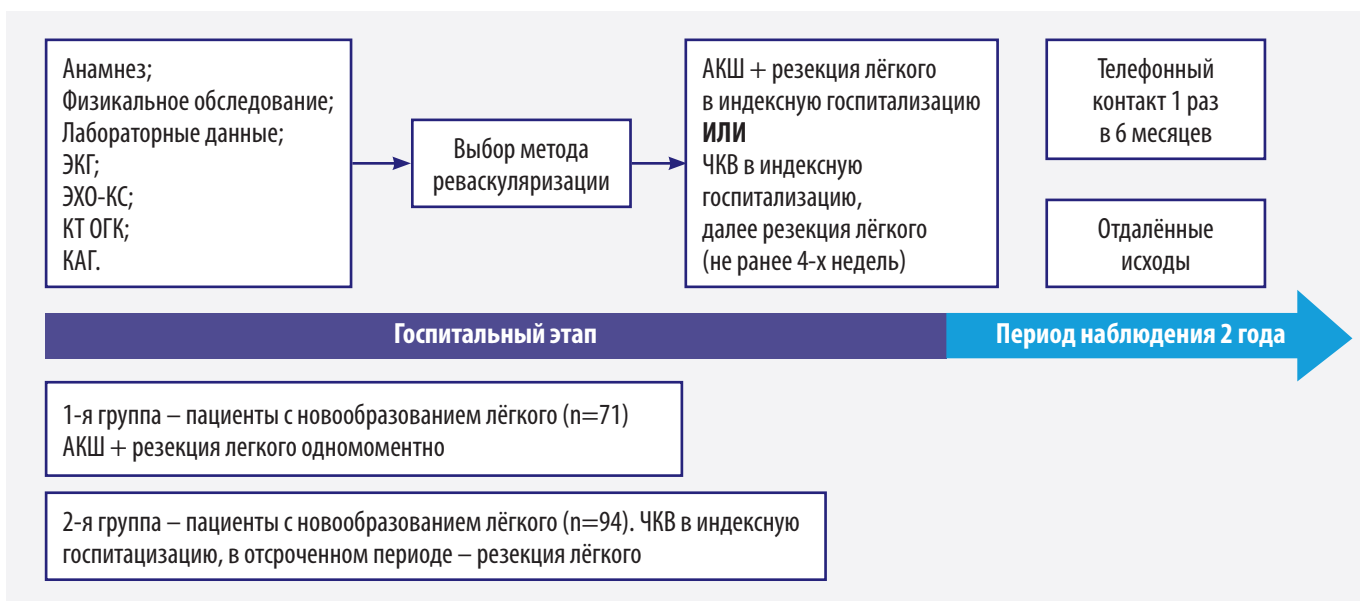 Анамнез;
Физикальное обследование;
Лабораторные данные;
ЭКГ;
ЭХО-КС;
КТ ОГК;
КАГ.
Выбор метода
реваскуляризации
АКШ + резекция лёгкого
в индексную госпитализацию
ИЛИ
ЧКВ в индексную
госпитализацию,
далее резекция лёгкого
(не ранее 4-х недель)
Телефонный
контакт 1 раз
в 6 месяцев
Отдалённые
исходы
Госпитальный этап
Период наблюдения 2 года
1-я группа – пациенты с новообразованием лёгкого (n=71)
АКШ + резекция легкого одномоментно
2-я группа – пациенты с новообразованием лёгкого (n=94). ЧКВ в индексную
госпитацизацию, в отсроченном периоде – резекция лёгкого